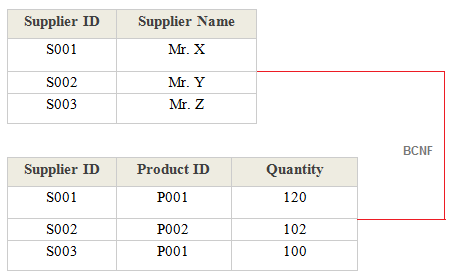 Supplier ID Supplier Name
S001 Mr. X
S002 Mr. Y
S003 Mr. Z
BCNF
Supplier ID Product ID Quantity
S001 P001 120
S002 P002 102
S003 P001 100